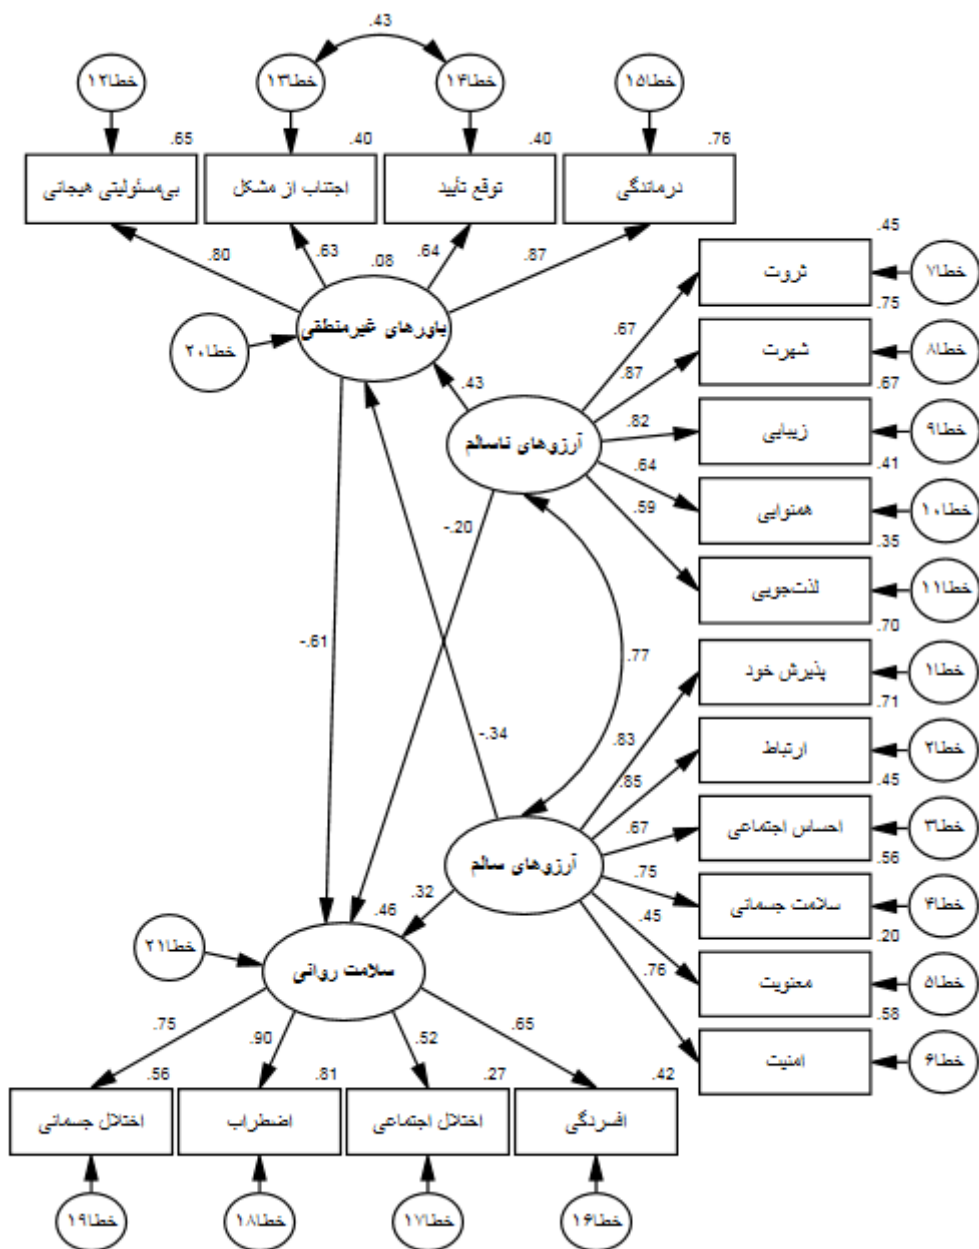 .43
خطا۱۲
خطا۱۳
خطا۱۴
خطا۱۵
.65
.40
.40
.76
بی‌مسئولیتی هیجانی
اجتناب از مشکل
توقع تأیید
درماندگی
.80
.63
.08
.64
.87
باورهای غیرمنطقی
خطا۲۰
.45
ثروت
خطا۷
.75
شهرت
خطا۸
.67
زیبایی
خطا۹
.41
همنوایی
خطا۱۰
.35
لذت‌جویی
خطا۱۱
.67
.87
.82
.64
.59
.43
آرزوهای ناسالم
-.20
-.61
.77
-.34
.70
پذیرش خود
خطا۱
.71
ارتباط
خطا۲
.45
احساس اجتماعی
خطا۳
.56
سلامت جسمانی
خطا۴
.20
معنویت
خطا۵
.58
امنیت
خطا۶
.83
.85
.67
.75
.45
.76
آرزوهای سالم
.32
.46
سلامت روانی
خطا۲۱
.75
.90
.52
.65
.56
.81
.27
.42
اختلال جسمانی
اضطراب
اختلال اجتماعی
افسردگی
خطا۱۹
خطا۱۸
خطا۱۷
خطا۱۶